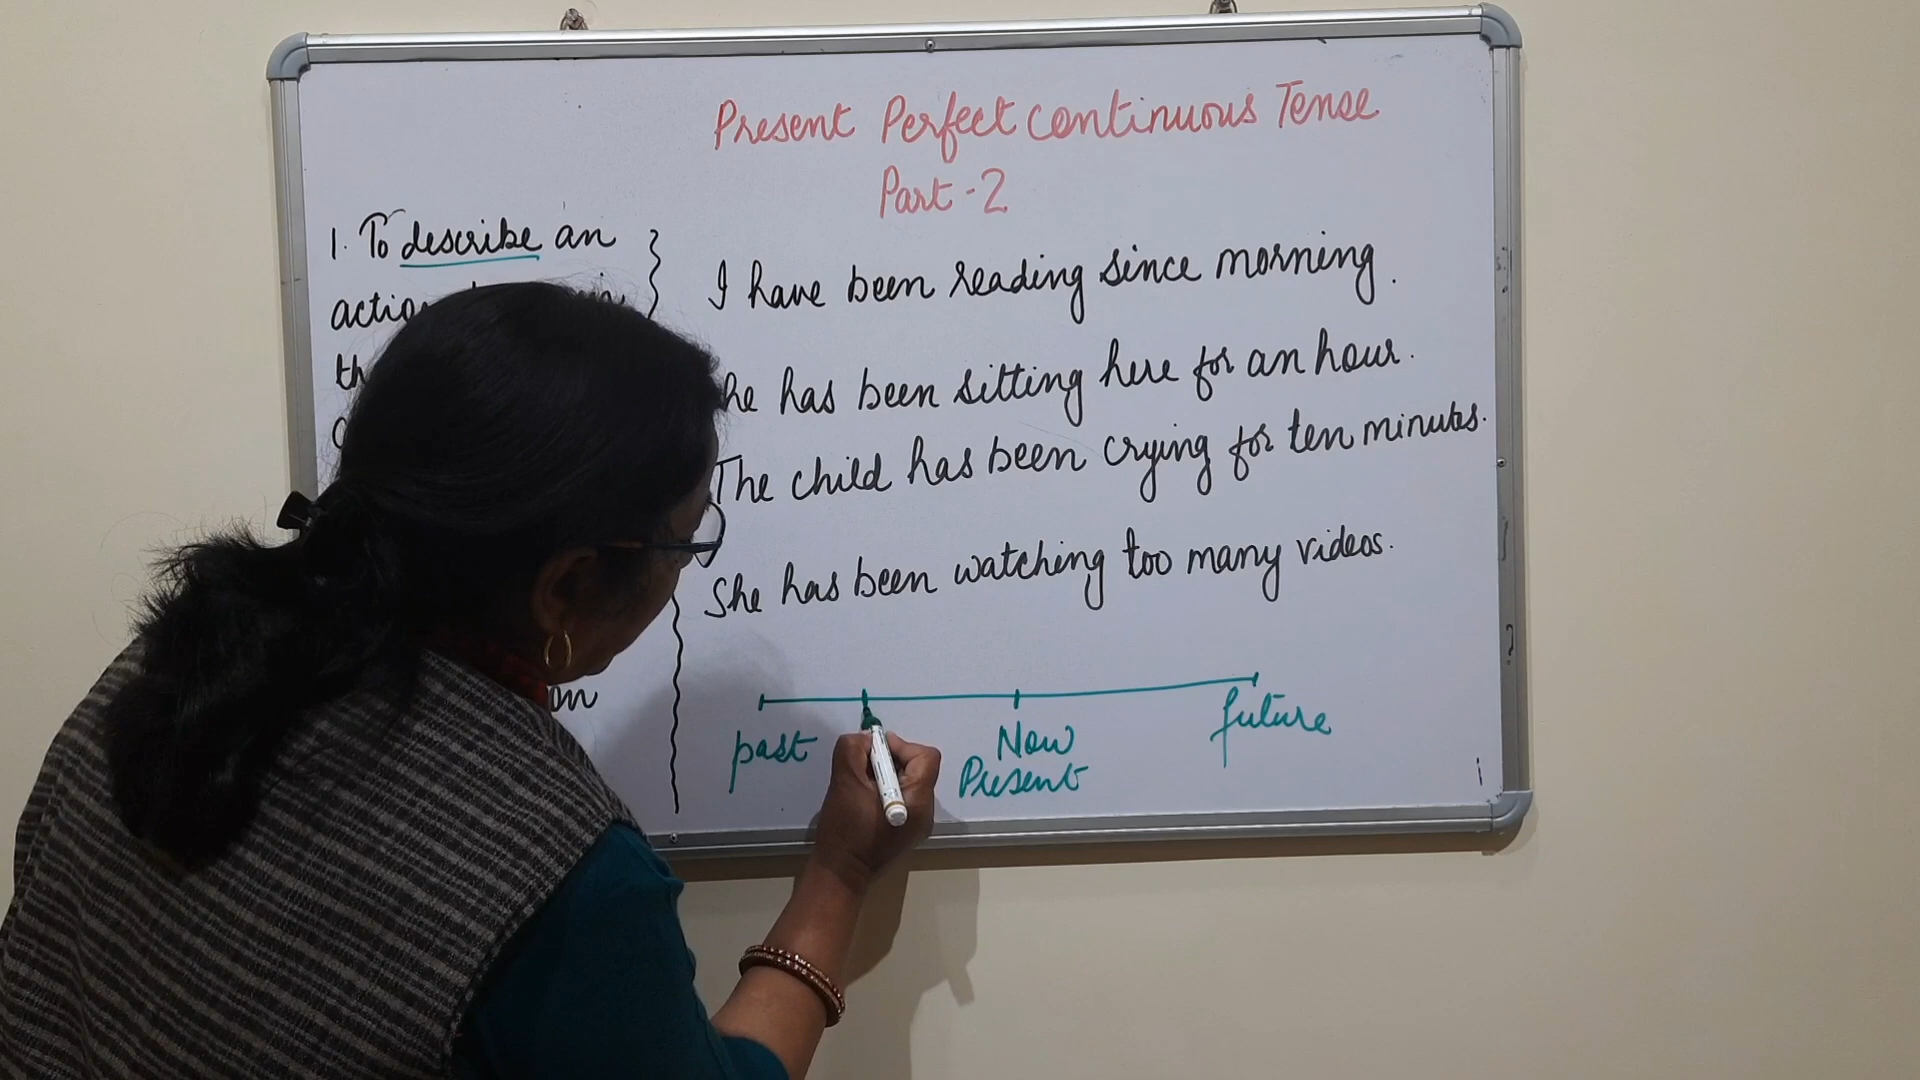 Present Perfect continuous Tense
Part-2
1. To describe an
I have been reading since morning.
he has been sitting here for an hour.
The child has been crying for ten minutes.
She has been watching too many videos.
on
past
Now
Present
future